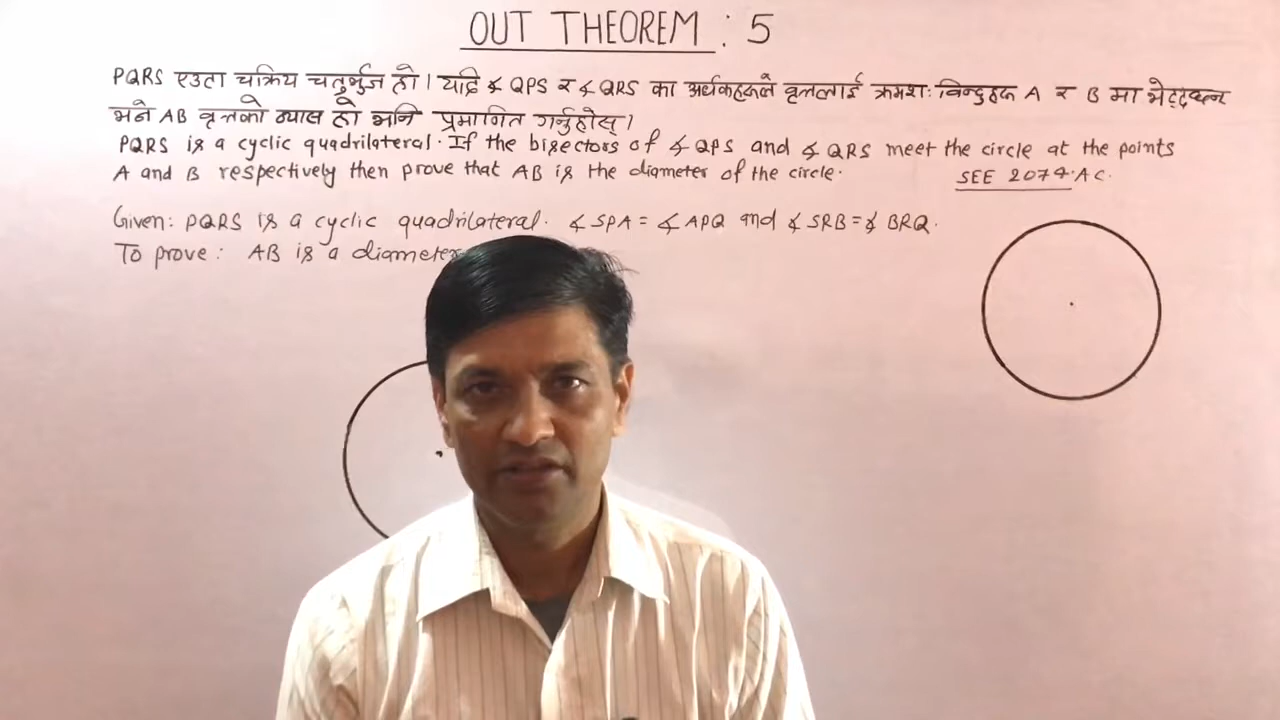 OUT THEOREM : 5
PQRS एउटा चक्रिय चतुर्भुज हो । यदि ∡ QPS र ∡ QRS का अर्धकहरूले वृत्तलाई क्रमशः बिन्दुहरू A र B मा भेट्दछन्
भने AB वृत्तको व्यास हो भनि प्रमाणित गर्नुहोस् ।
PQRS is a cyclic quadrilateral. If the bisectors of ∡ QPS and ∡ QRS meet the circle at the points
A and B respectively then prove that AB is the diameter of the circle.
SEE 2074. A C.
Given: PQRS is a cyclic quadrilateral. ∡ SPA = ∡ APQ and ∡ SRB = ∡ BRQ.
To prove : AB is a diameter